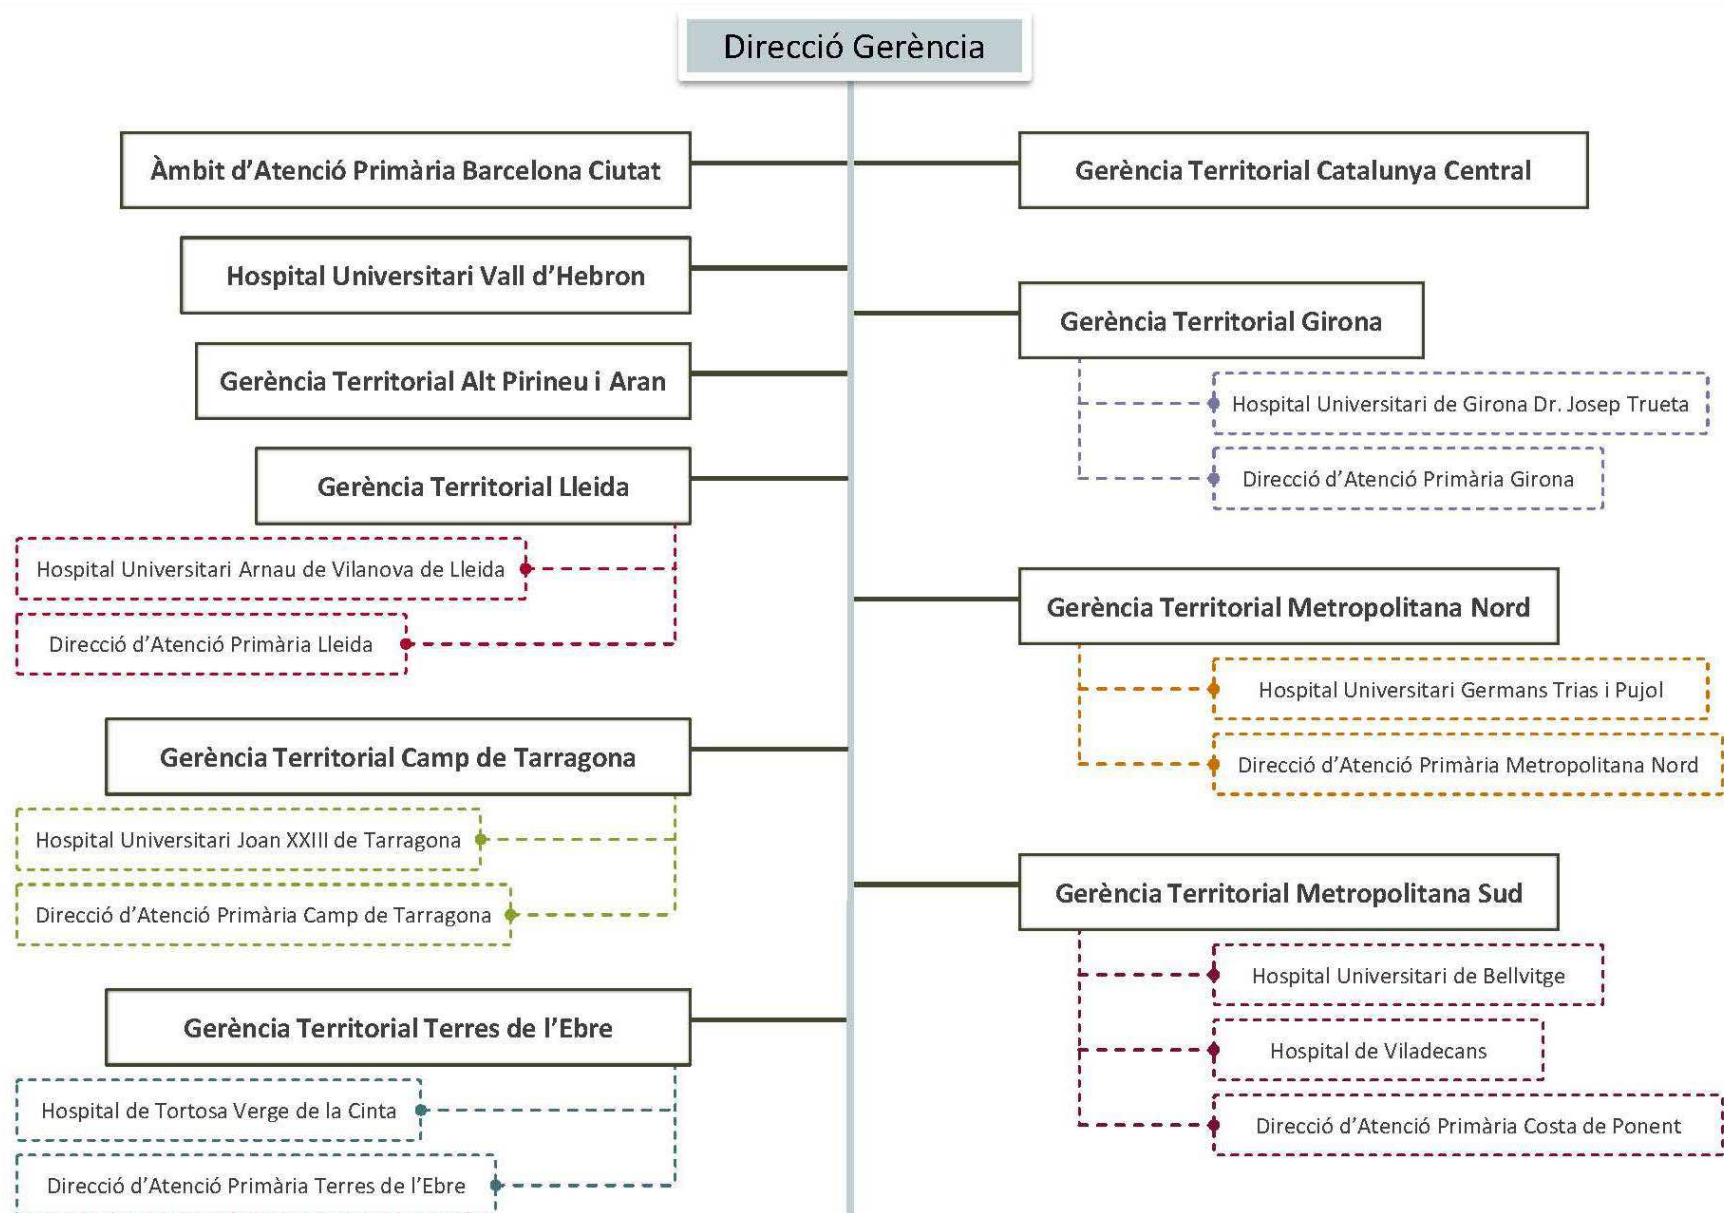 Direcció Gerència
Àmbit d'Atenció Primària Barcelona Ciutat
Hospital Universitari Vall d'Hebron
Gerència Territorial Alt Pirineu i Aran
Gerència Territorial Lleida
Hospital Universitari Arnau de Vilanova de Lleida
Direcció d'Atenció Primària Lleida
Gerència Territorial Camp de Tarragona
Hospital Universitari Joan XXIII de Tarragona
Direcció d'Atenció Primària Camp de Tarragona
Gerència Territorial Terres de l'Ebre
Hospital de Tortosa Verge de la Cinta
Direcció d'Atenció Primària Terres de l'Ebre
Gerència Territorial Catalunya Central
Gerència Territorial Girona
Hospital Universitari de Girona Dr. Josep Trueta
Direcció d'Atenció Primària Girona
Gerència Territorial Metropolitana Nord
Hospital Universitari Germans Trias i Pujol
Direcció d'Atenció Primària Metropolitana Nord
Gerència Territorial Metropolitana Sud
Hospital Universitari de Bellvitge
Hospital de Viladecans
Direcció d'Atenció Primària Costa de Ponent